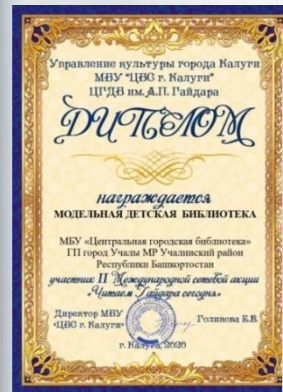 Управление культуры города Калуги
МБУ "ЦБС г. Калуги"
ЦГДБ им. А.П. Гайдара
ДИПЛОМ
награждается
МОДЕЛЬНАЯ ДЕТСКАЯ БИБЛИОТЕКА
МБУ «Центральная городская библиотека»
ГП город Учалы МР Учалинский район
Республики Башкортостан
участник II Международной сетевой акции
«Читаем Гайдара сегодня»
Директор МБУ
«ЦБС г. Калуги»
Голикова Е.В.
г. Калуга, 2020